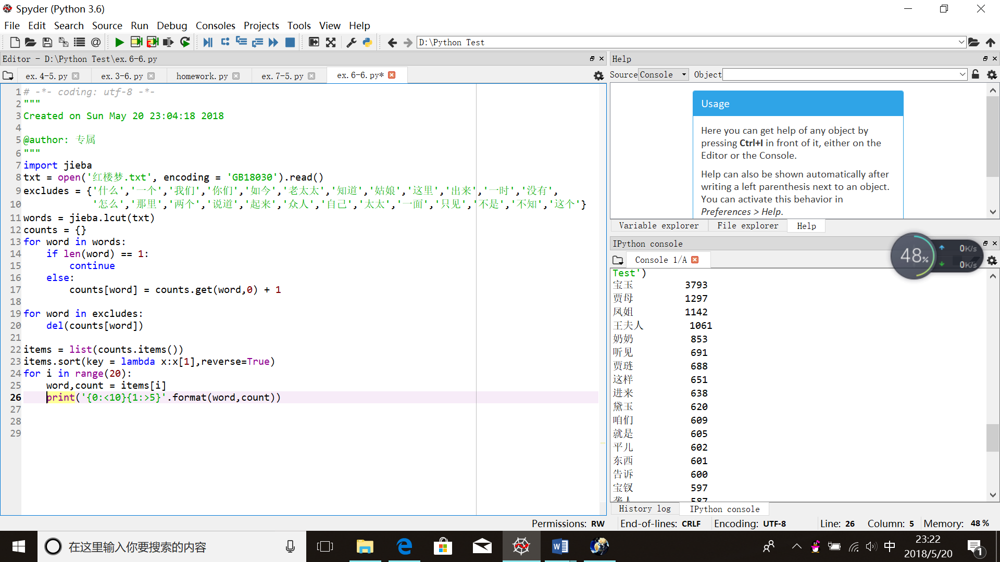 Spyder (Python 3.6)
File Edit Search Source Run Debug Consoles Projects Tools View Help
D:\Python Test
Editor - D:\Python Test\ex.6-6.py
ex.4-5.py ex.3-6.py homework.py ex.7-5.py ex.6-6.py*
1 # -*- coding: utf-8 -*-
2 """
3 Created on Sun May 20 23:04:18 2018
4
5 @author: 专属
6 """
7 import jieba
8 txt = open('红楼梦.txt', encoding = 'GB18030').read()
9 excludes = {'什么','一个','我们','你们','如今','老太太','知道','姑娘','这里','出来','一时','没有',
10 '怎么','那里','两个','说道','起来','众人','自己','太太','一面','只见','不是','不知','这个'}
11 words = jieba.lcut(txt)
12 counts = {}
13 for word in words:
14     if len(word) == 1:
15         continue
16     else:
17         counts[word] = counts.get(word,0) + 1
18
19 for word in excludes:
20     del(counts[word])
21
22 items = list(counts.items())
23 items.sort(key = lambda x:x[1],reverse=True)
24 for i in range(20):
25     word,count = items[i]
26     print('{0:<10}{1:>5}'.format(word,count))
27
28
29
Help
Source Console Object
Usage
Here you can get help of any object by
pressing Ctrl+I in front of it, either on the
Editor or the Console.
Help can also be shown automatically after
writing a left parenthesis next to an object.
You can activate this behavior in
Preferences > Help.
Variable explorer File explorer Help
IPython console
48%
0K/s
0K/s
Console 1/A
Test')
宝玉 3793
贾母 1297
凤姐 1142
王夫人 1061
奶奶 853
听见 691
贾琏 688
这样 651
进来 638
黛玉 620
咱们 609
就是 605
平儿 602
东西 601
告诉 600
宝钗 597
袭人 587
History log IPython console
Permissions: RW End-of-lines: CRLF Encoding: UTF-8 Line: 26 Column: 5 Memory: 48 %
在这里输入你要搜索的内容
中
23:22
2018/5/20
1